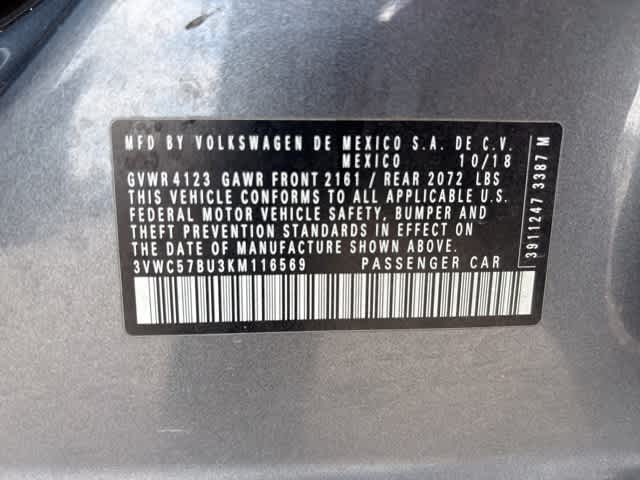 MFD BY VOLKSWAGEN DE MEXICO S.A. DE C.V.
MEXICO 10/18
GVWR 4123 GAWR FRONT 2161 / REAR 2072 LBS
THIS VEHICLE CONFORMS TO ALL APPLICABLE U.S.
FEDERAL MOTOR VEHICLE SAFETY, BUMPER AND
THEFT PREVENTION STANDARDS IN EFFECT ON
THE DATE OF MANUFACTURE SHOWN ABOVE.
3VWC57BU3KM116569 PASSENGER CAR
3911247 3387 M